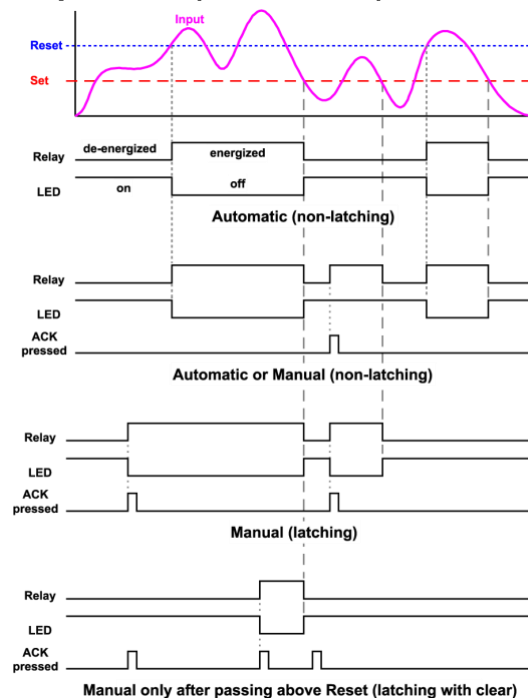 Input
Reset
Set
de-energized energized
Relay
LED
on off
Automatic (non-latching)
Relay
LED
ACK
pressed
Automatic or Manual (non-latching)
Relay
LED
ACK
pressed
Manual (latching)
Relay
LED
ACK
pressed
Manual only after passing above Reset (latching with clear)